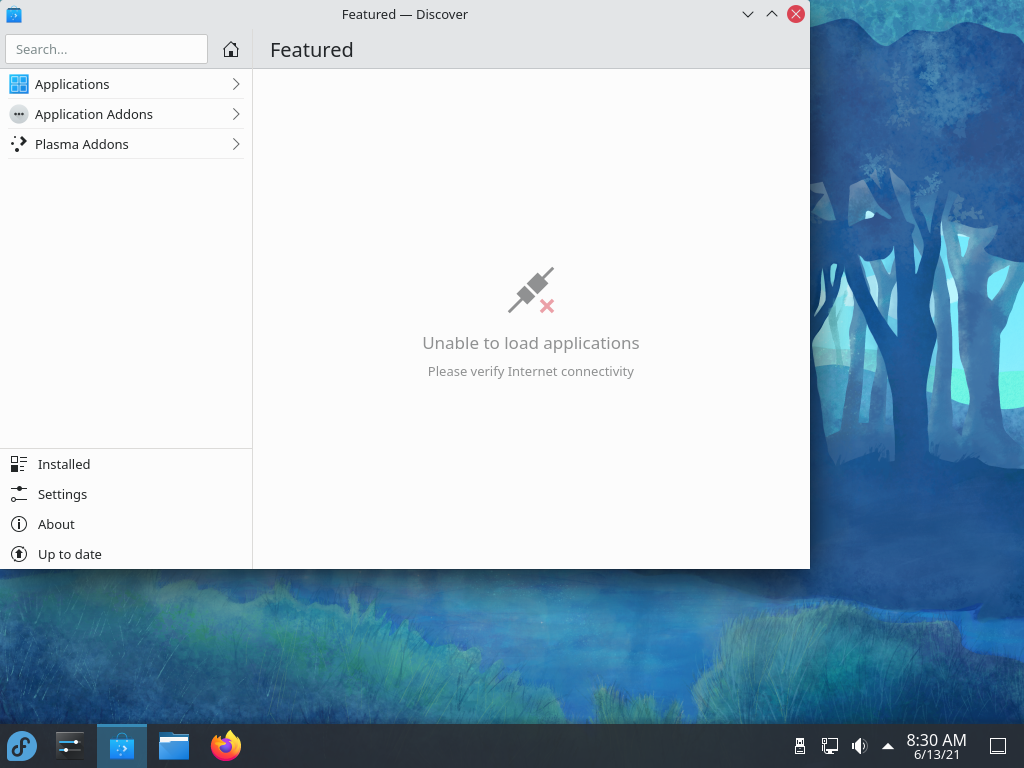 Featured — Discover
Search...
Featured
Applications
Application Addons
Plasma Addons
Unable to load applications
Please verify Internet connectivity
Installed
Settings
About
Up to date
8:30 AM
6/13/21